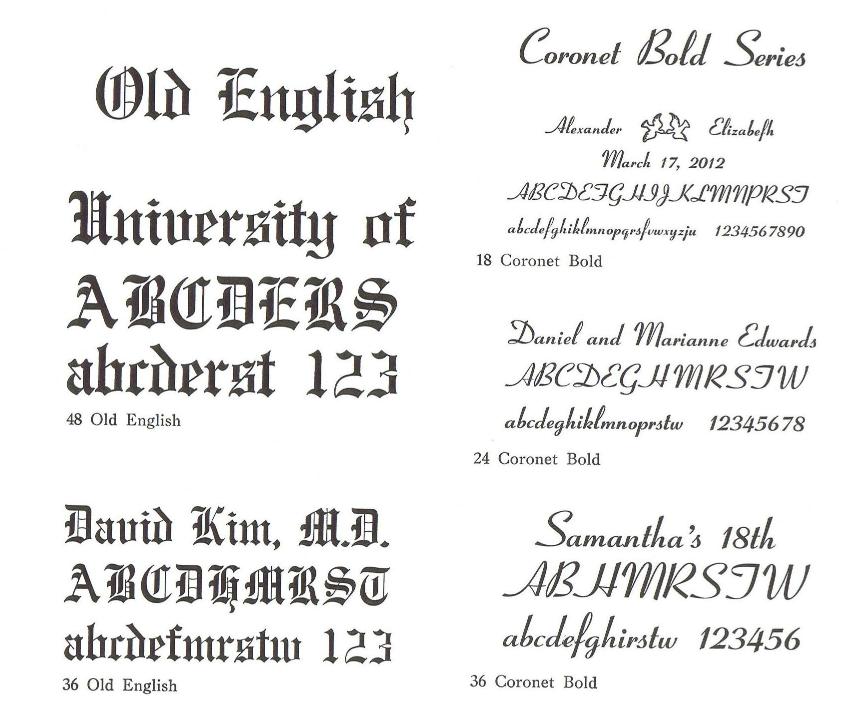 Old English
University of
ABCDERS
abcderst 123
48 Old English
David Kim, M.D.
ABCDHMRST
abcdefmrstw 123
36 Old English
Coronet Bold Series
Alexander Elizabeth
March 17, 2012
ABCDEFGHIJKLMNPRST
abcdefghiklmnopqrsfvwxyzju 1234567890
18 Coronet Bold
Daniel and Marianne Edwards
ABCDEGHMRSTW
abcdeghiklmnoprstw 12345678
24 Coronet Bold
Samantha's 18th
ABHMRSTW
abcdefghirstw 123456
36 Coronet Bold